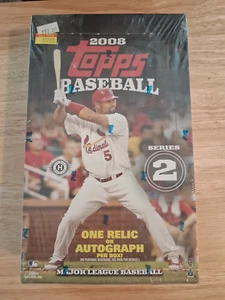 2008
Topps
BASEBALL
Cardinals
5
SERIES
2
H
ONE RELIC
OR
AUTOGRAPH
PER BOX!
MAJOR LEAGUE BASEBALL